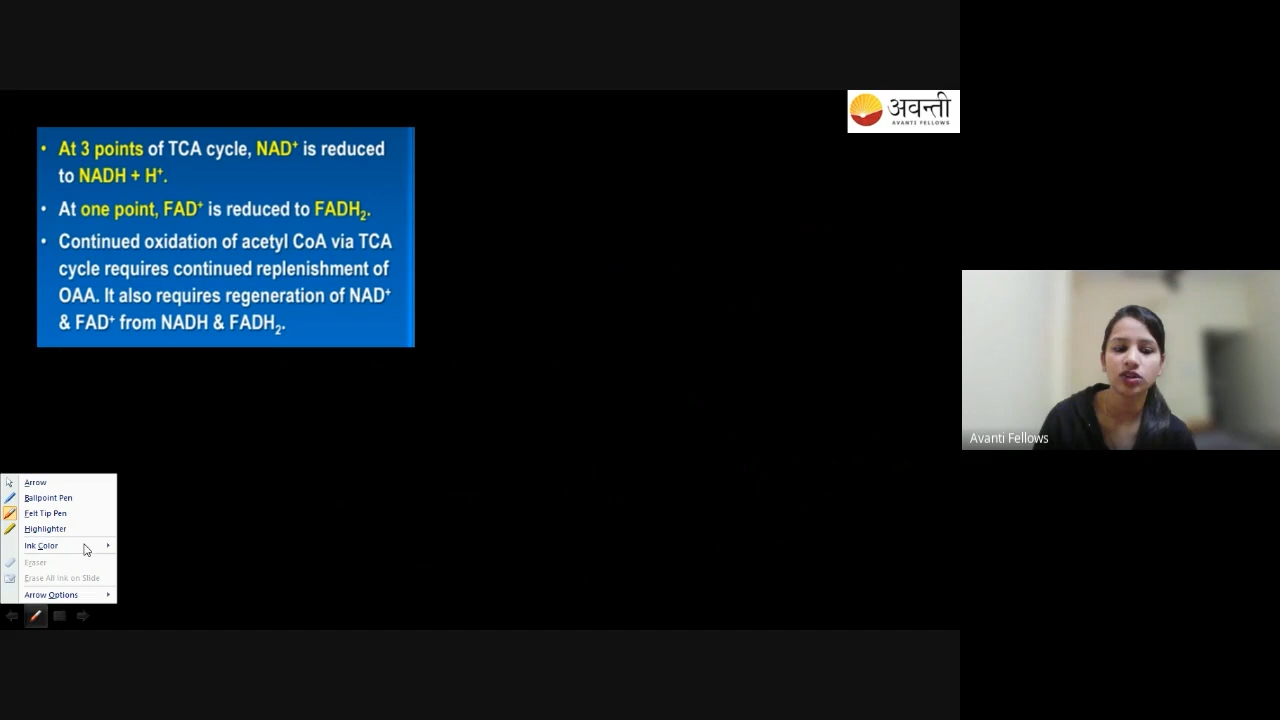 अवन्ती
AVANTI FELLOWS
• At 3 points of TCA cycle, NAD⁺ is reduced
to NADH + H⁺.
• At one point, FAD⁺ is reduced to FADH₂.
• Continued oxidation of acetyl CoA via TCA
cycle requires continued replenishment of
OAA. It also requires regeneration of NAD⁺
& FAD⁺ from NADH & FADH₂.
Avanti Fellows
Arrow
Ballpoint Pen
Felt Tip Pen
Highlighter
Ink Color
Eraser
Erase All Ink on Slide
Arrow Options